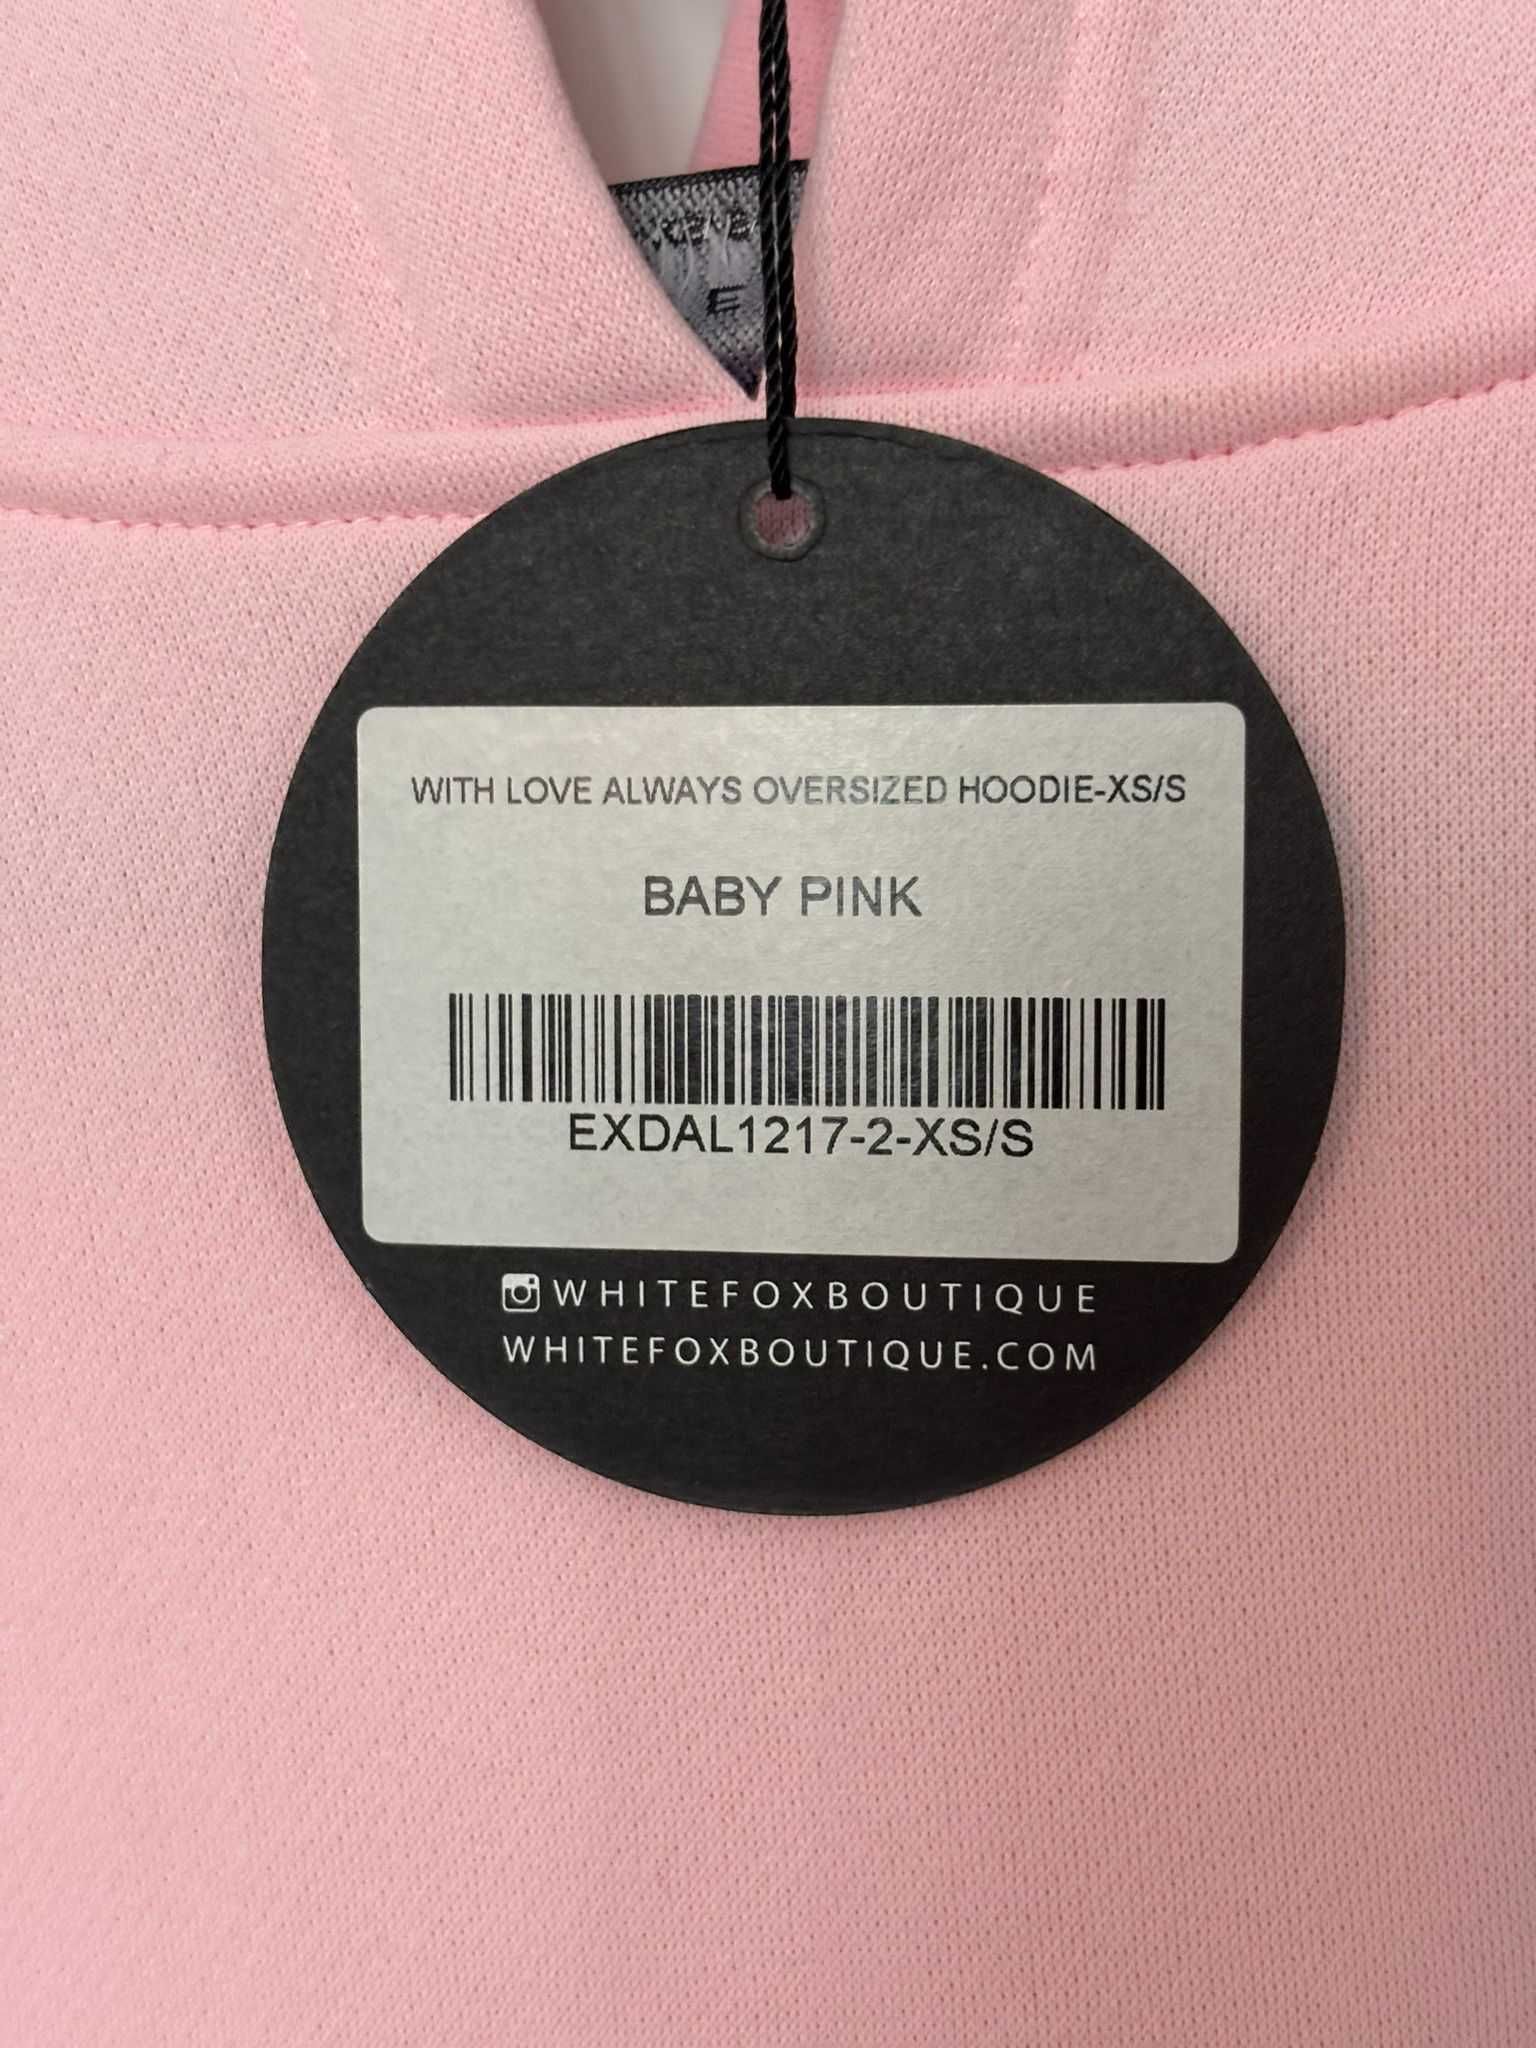 WITH LOVE ALWAYS OVERSIZED HOODIE-XS/S
BABY PINK
EXDAL1217-2-XS/S
WHITEFOXBOUTIQUE
WHITEFOXBOUTIQUE.COM